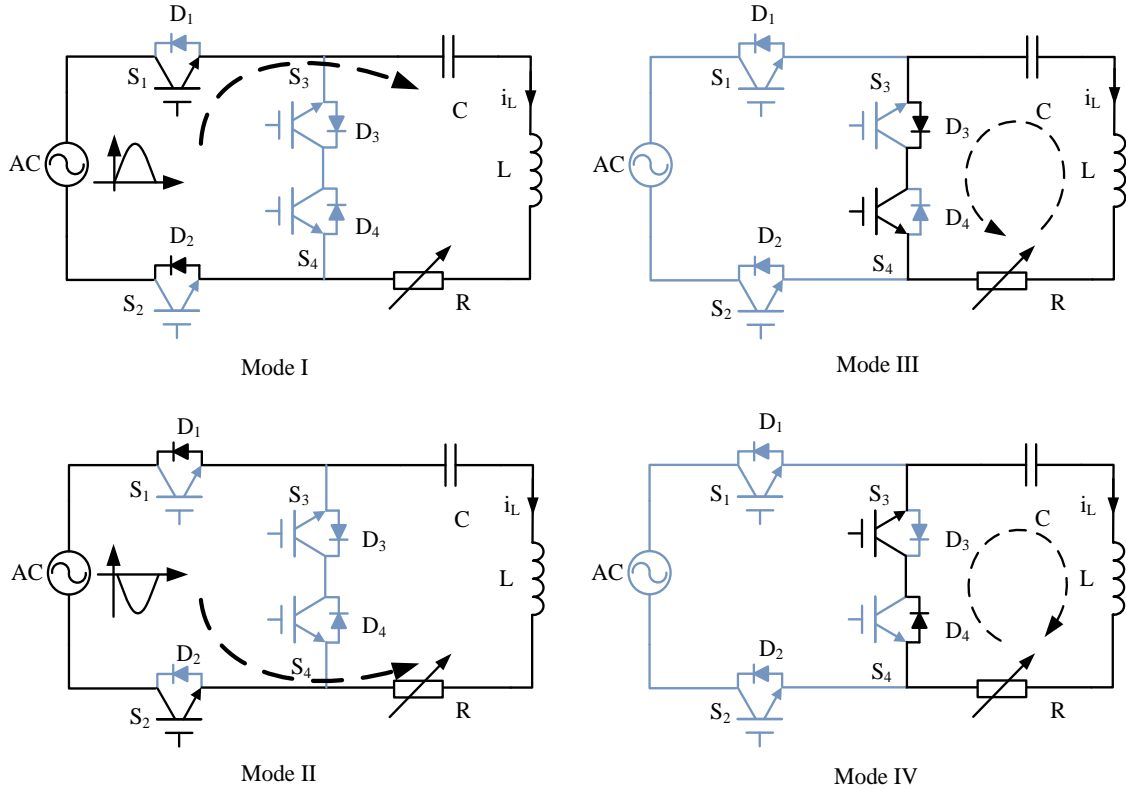 D1
S1
S3
C
iL
AC
D3
L
D2
D4
S4
S2
R
Mode I
D1
S1
S3
C
iL
AC
D3
L
D2
D4
S4
S2
R
Mode III
D1
S1
S3
C
iL
AC
D3
L
D2
D4
S4
S2
R
Mode II
D1
S1
S3
C
iL
AC
D3
L
D2
D4
S4
S2
R
Mode IV